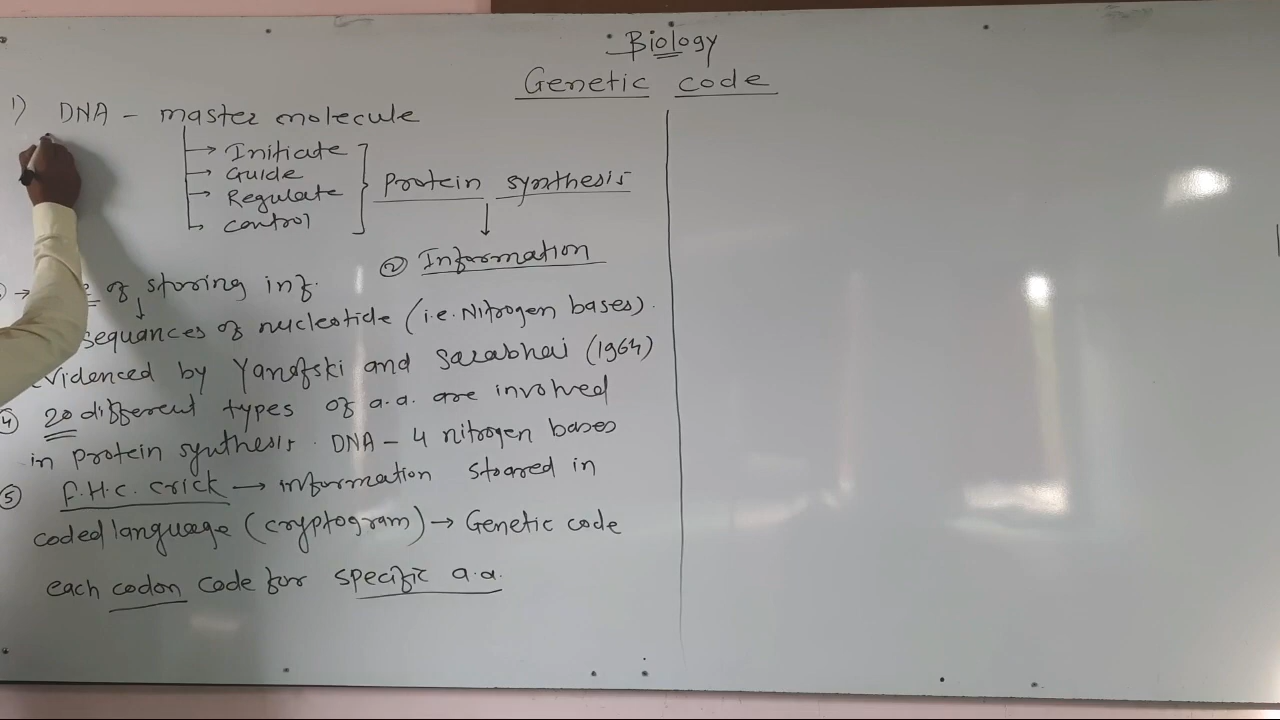 Biology
Genetic code
1) DNA - master molecule
→ Initiate
→ Guide
→ Regulate
→ control
Protein synthesis
② Information
→ of storing inf.
sequances of nucleotide (i.e. Nitrogen bases).
evidenced by Yanofski and Sarabhai (1964)
④ 20 different types of a.a. are involved
in protein synthesis. DNA - 4 nitrogen bases
⑤ F.H.C. Crick → information stoared in
coded language (cryptogram) → Genetic code
each codon code for specific a.a.